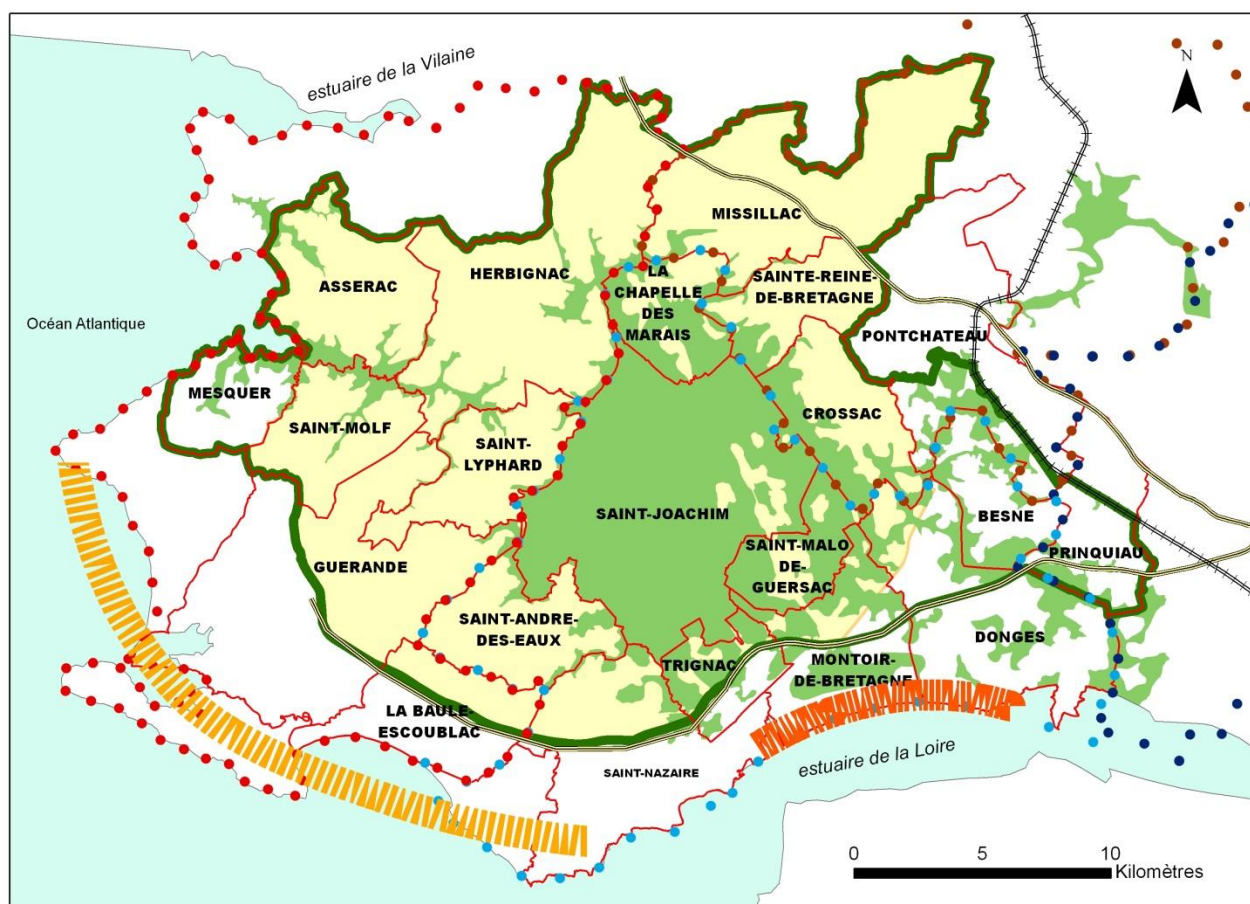 estuaire de la Vilaine
N
MISSILLAC
HERBIGNAC
LA
CHAPELLE
DES
MARAIS
SAINTE-REINE-
DE-BRETAGNE
ASSERAC
Océan Atlantique
PONTCHATEAU
MESQUER
SAINT-MOLF
SAINT-
LYPHARD
CROSSAC
SAINT-JOACHIM
BESNE
SAINT-MALO
DE-
GUERSAC
PRINQUIAU
GUERANDE
SAINT-ANDRE-
DES-EAUX
DONGES
TRIGNAC
MONTOIR-
DE-BRETAGNE
LA BAULE-
ESCOUBLAC
SAINT-NAZAIRE
estuaire de la Loire
0 5 10
Kilomètres